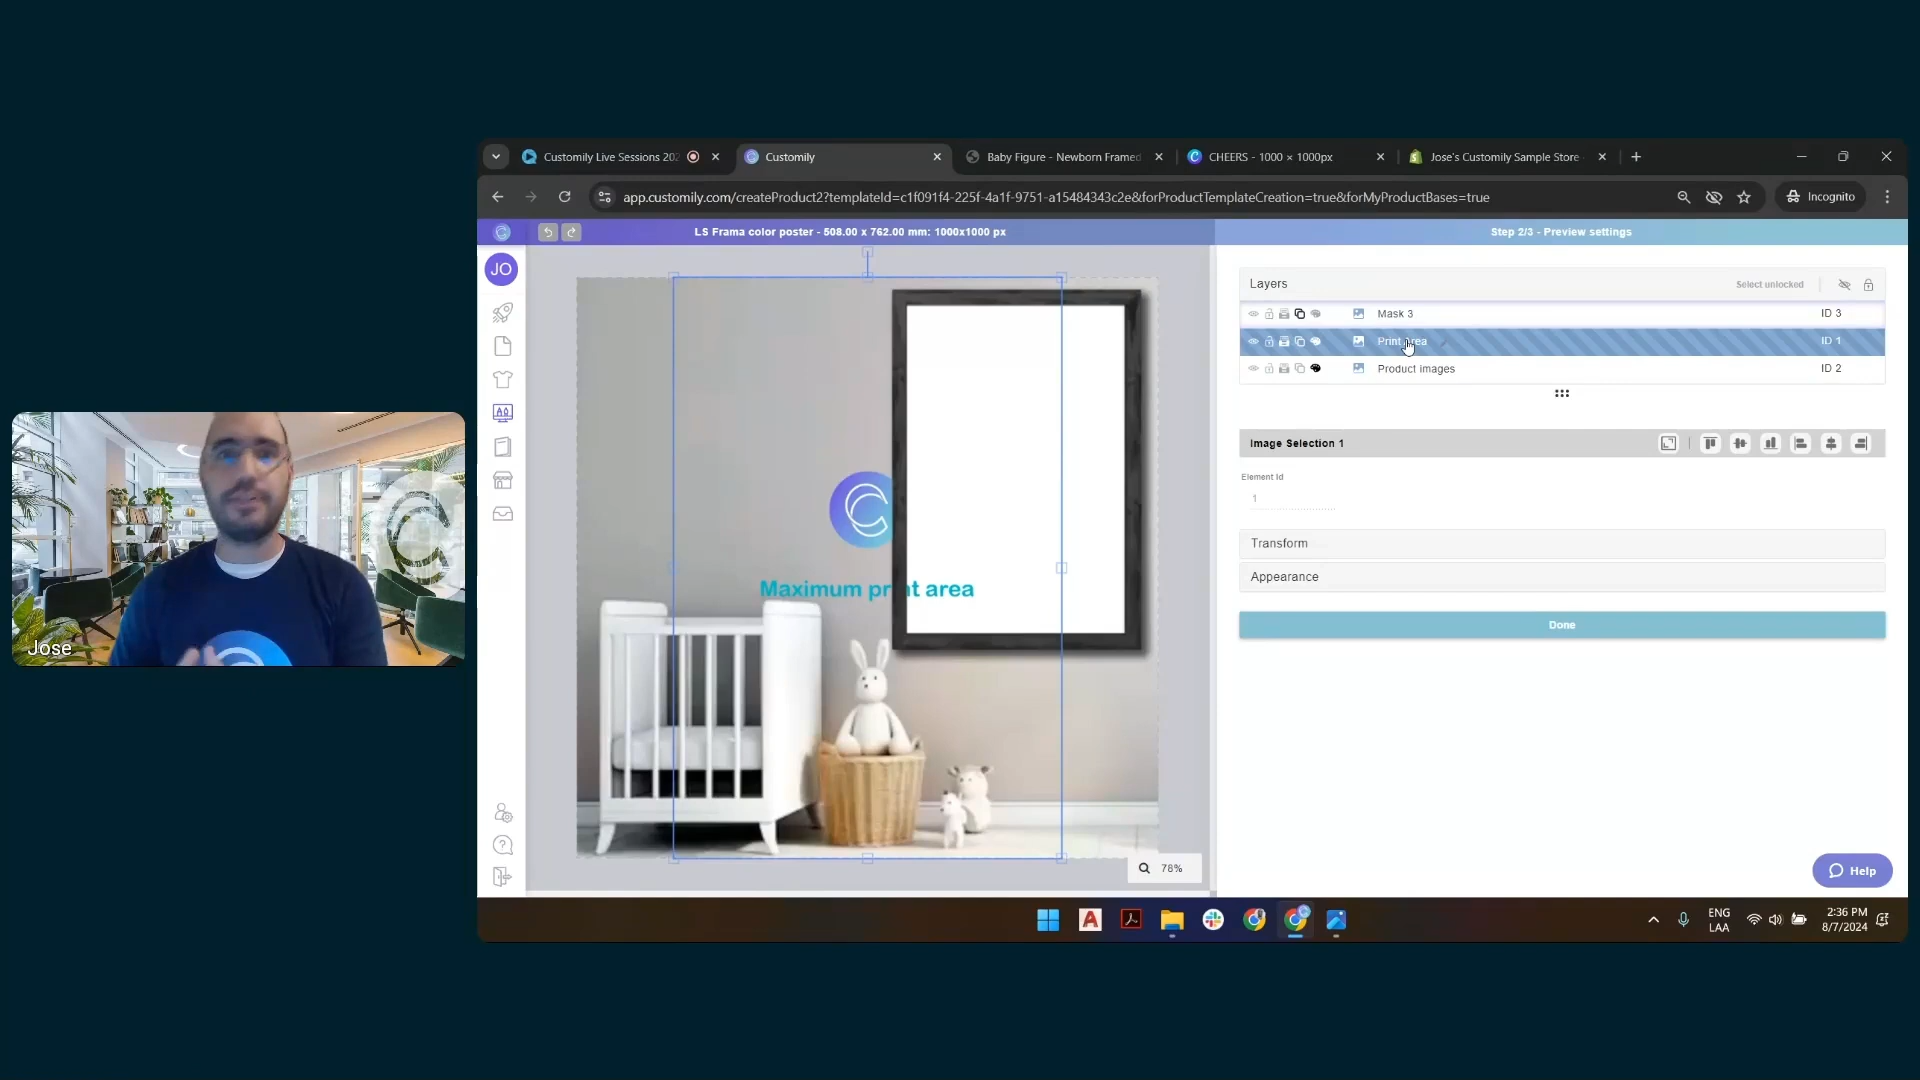 Customily Live Sessions 202
Customily
Baby Figure - Newborn Framed
CHEERS - 1000 × 1000px
Jose's Customily Sample Store
app.customily.com/createProduct2?templateId=c1f091f4-225f-4a1f-9751-a15484343c2e&forProductTemplateCreation=true&forMyProductBases=true
Incognito
LS Frama color poster - 508.00 x 762.00 mm: 1000x1000 px
Step 2/3 - Preview settings
JO
Layers
Select unlocked
Mask 3
ID 3
Print area
ID 1
Product images
ID 2
Image Selection 1
Element Id
1
Transform
Appearance
Done
Maximum print area
78%
Help
Jose
ENG
LAA
2:36 PM
8/7/2024